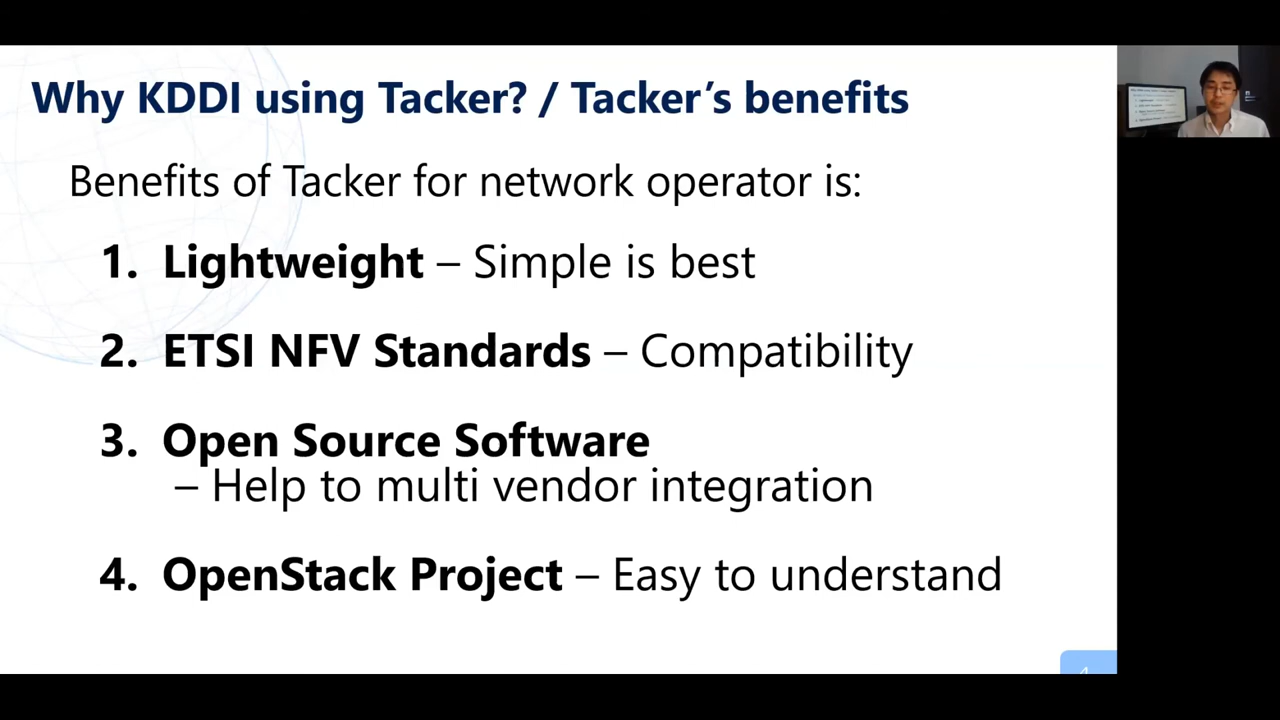 Why KDDI using Tacker? / Tacker's benefits
Benefits of Tacker for network operator is:
1. Lightweight – Simple is best
2. ETSI NFV Standards – Compatibility
3. Open Source Software
– Help to multi vendor integration
4. OpenStack Project – Easy to understand